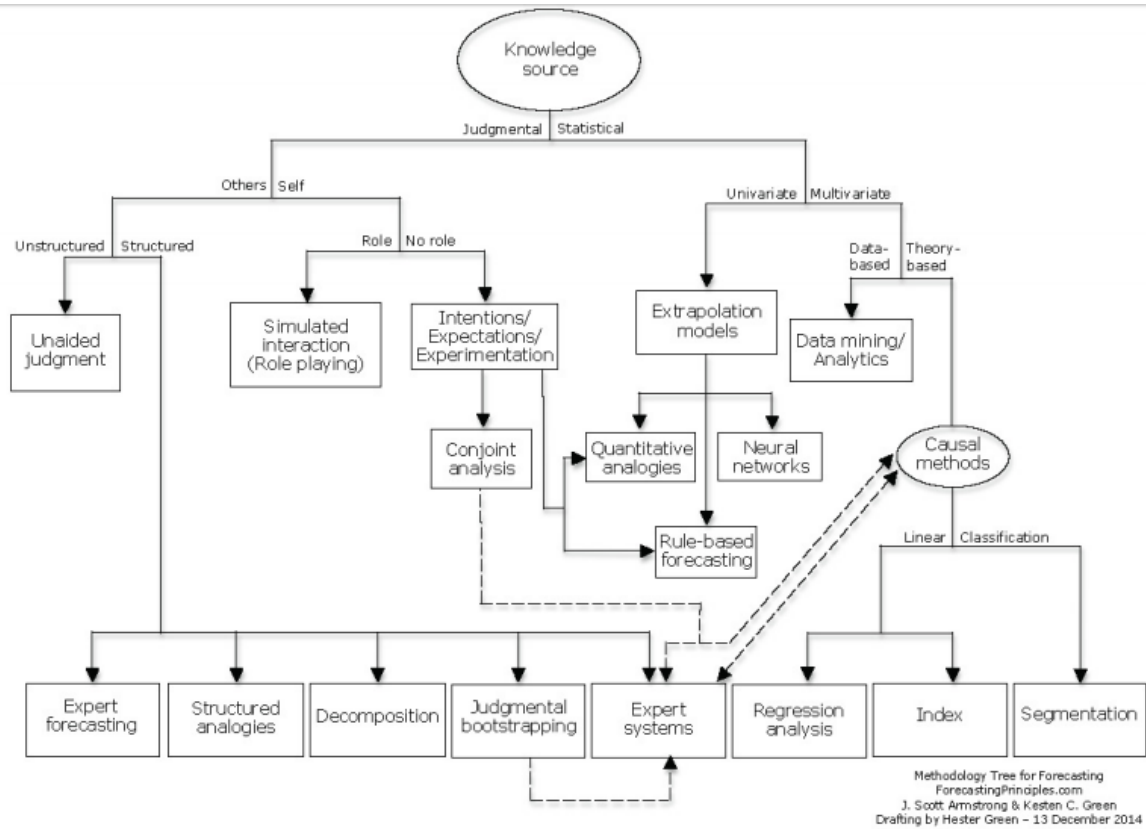 Knowledge
source
Judgmental Statistical
Others Self
Univariate Multivariate
Unstructured Structured
Role No role
Data-
based
Theory-
based
Unaided
judgment
Simulated
interaction
(Role playing)
Intentions/
Expectations/
Experimentation
Extrapolation
models
Data mining/
Analytics
Conjoint
analysis
Quantitative
analogies
Neural
networks
Causal
methods
Rule-based
forecasting
Linear Classification
Expert
forecasting
Structured
analogies
Decomposition
Judgmental
bootstrapping
Expert
systems
Regression
analysis
Index
Segmentation
Methodology Tree for Forecasting
ForecastingPrinciples.com
J. Scott Armstrong & Kesten C. Green
Drafting by Hester Green – 13 December 2014